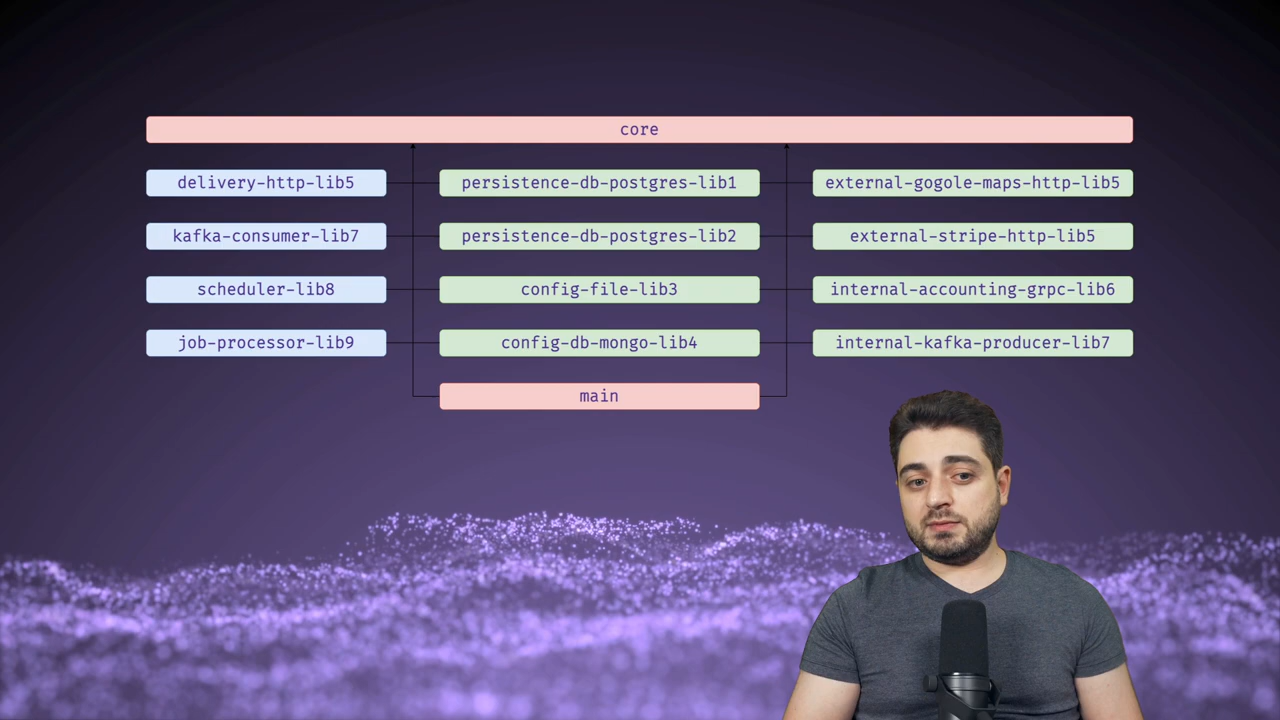 core
delivery-http-lib5
persistence-db-postgres-lib1
external-gogole-maps-http-lib5
kafka-consumer-lib7
persistence-db-postgres-lib2
external-stripe-http-lib5
scheduler-lib8
config-file-lib3
internal-accounting-grpc-lib6
job-processor-lib9
config-db-mongo-lib4
internal-kafka-producer-lib7
main